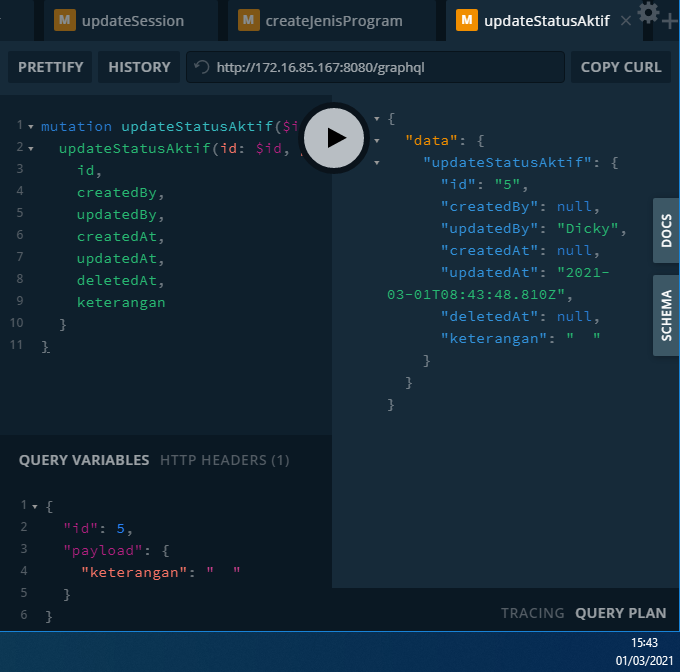 M updateSession
M createJenisProgram
M updateStatusAktif
PRETTIFY
HISTORY
http://172.16.85.167:8080/graphql
COPY CURL
1 mutation updateStatusAktif($i
2 updateStatusAktif(id: $id,
3 id,
4 createdBy,
5 updatedBy,
6 createdAt,
7 updatedAt,
8 deletedAt,
9 keterangan
10 }
11 }
{
"data": {
"updateStatusAktif": {
"id": "5",
"createdBy": null,
"updatedBy": "Dicky",
"createdAt": null,
"updatedAt": "2021-
03-01T08:43:48.810Z",
"deletedAt": null,
"keterangan": "  "
}
}
}
DOCS
SCHEMA
QUERY VARIABLES HTTP HEADERS (1)
1 {
2 "id": 5,
3 "payload": {
4 "keterangan": "  "
5 }
6 }
TRACING QUERY PLAN
15:43
01/03/2021